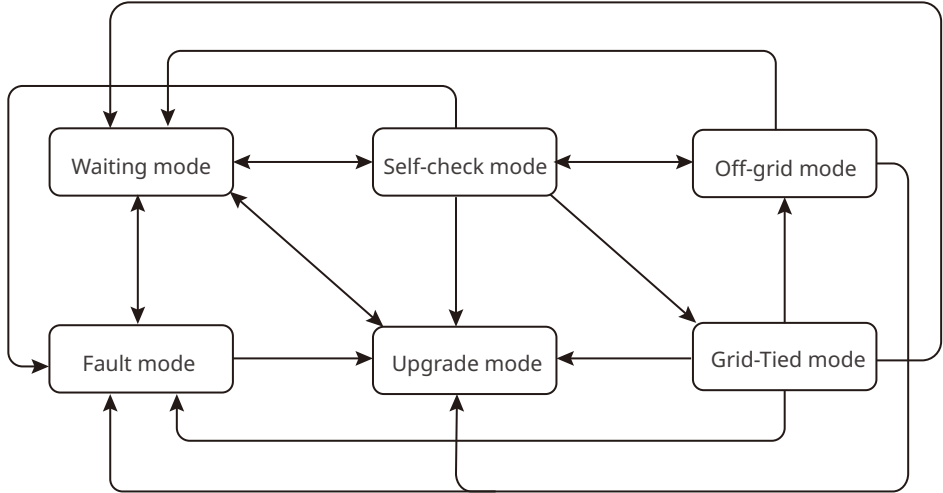 Waiting mode
Self-check mode
Off-grid mode
Fault mode
Upgrade mode
Grid-Tied mode